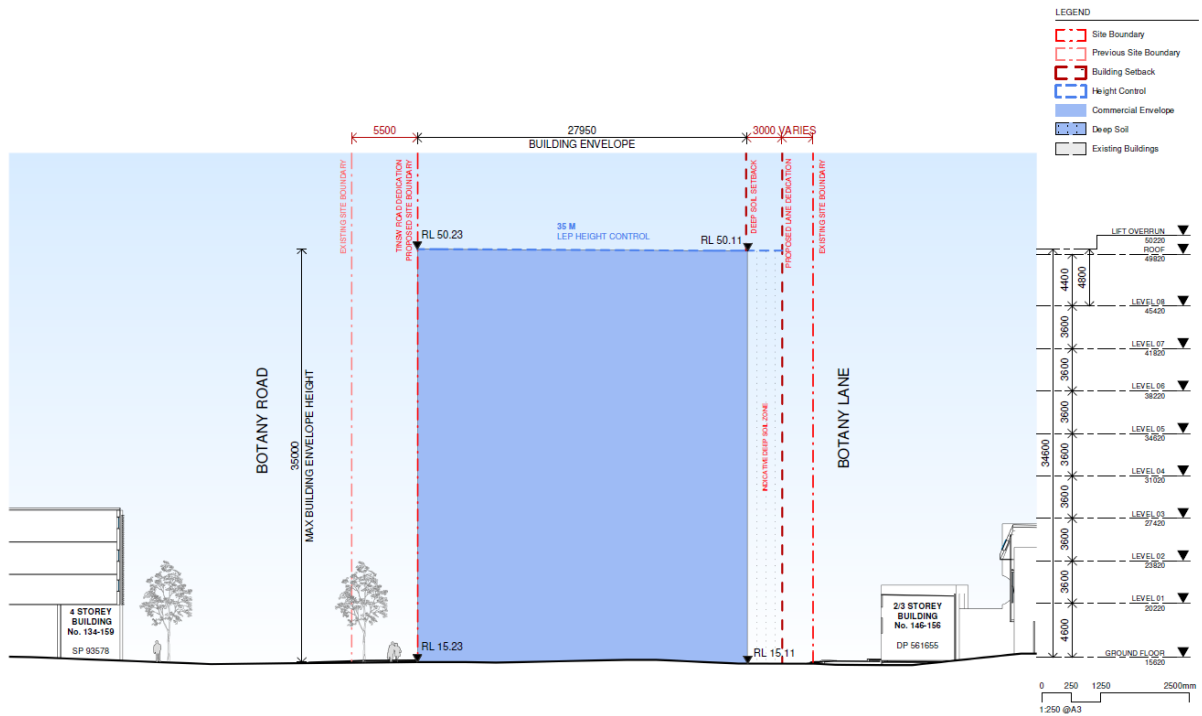 LEGEND
Site Boundary
Previous Site Boundary
Building Setback
Height Control
Commercial Envelope
Deep Soil
Existing Buildings
5500
27950
3000 VARIES
BUILDING ENVELOPE
EXISTING SITE BOUNDARY
TfNSW ROAD DEDICATION
PROPOSED SITE BOUNDARY
DEEP SOIL SETBACK
PROPOSED LANE DEDICATION
EXISTING SITE BOUNDARY
RL 50.23
35 M
LEP HEIGHT CONTROL
RL 50.11
BOTANY ROAD
35000
MAX BUILDING ENVELOPE HEIGHT
INDICATIVE DEEP SOIL ZONE
BOTANY LANE
4 STOREY
BUILDING
No. 134-159
SP 93578
RL 15.23
RL 15.11
2/3 STOREY
BUILDING
No. 146-156
DP 561655
34600
4400
4800
3600
3600
3600
3600
3600
3600
3600
4600
LIFT OVERRUN
50220
ROOF
49820
LEVEL 08
45420
LEVEL 07
41820
LEVEL 06
38220
LEVEL 05
34620
LEVEL 04
31020
LEVEL 03
27420
LEVEL 02
23820
LEVEL 01
20220
GROUND FLOOR
15620
0 250 1250 2500mm
1:250 @A3